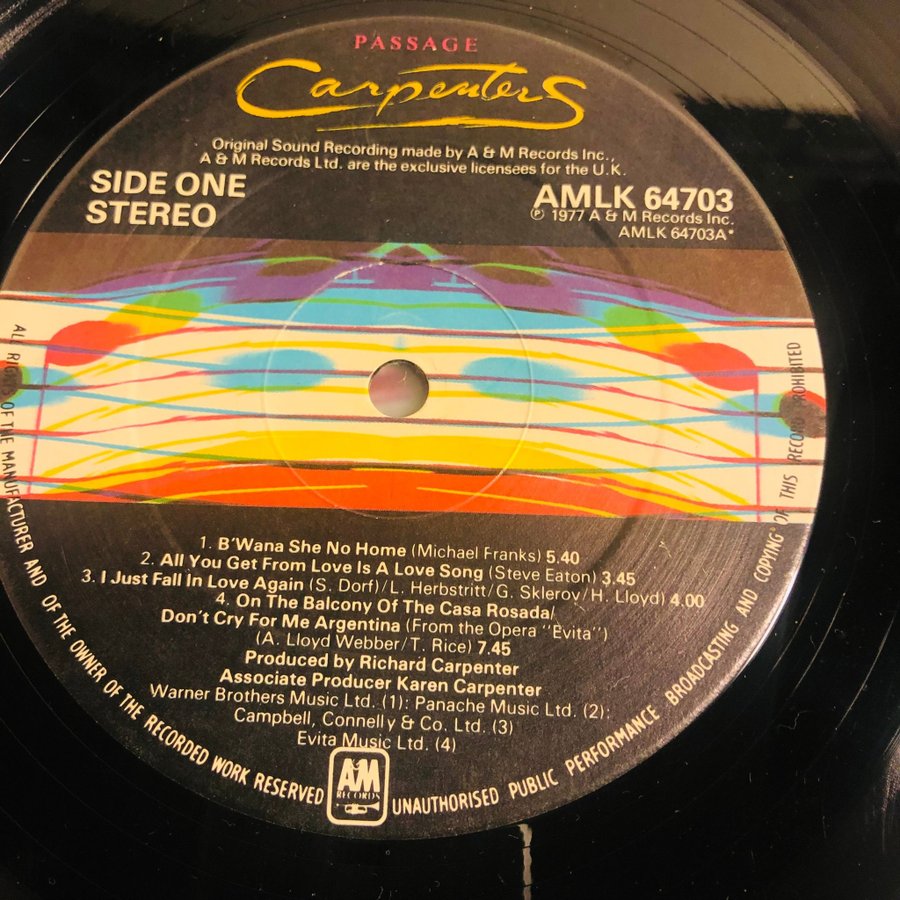 PASSAGE
Carpenters
Original Sound Recording made by A & M Records Inc.,
A & M Records Ltd. are the exclusive licensees for the U.K.
SIDE ONE
STEREO
AMLK 64703
℗ 1977 A & M Records Inc.
AMLK 64703A*
1. B'Wana She No Home (Michael Franks) 5.40
2. All You Get From Love Is A Love Song (Steve Eaton) 3.45
3. I Just Fall In Love Again (S. Dorf)/L. Herbstritt/G. Skleroy/H. Lloyd) 4.00
4. On The Balcony Of The Casa Rosada/
Don't Cry For Me Argentina (From the Opera "Evita")
(A. Lloyd Webber/T. Rice) 7.45
Produced by Richard Carpenter
Associate Producer Karen Carpenter
Warner Brothers Music Ltd. (1): Panache Music Ltd. (2):
Campbell, Connelly & Co. Ltd. (3)
Evita Music Ltd. (4)
AM
RECORDS
ALL RIGHTS OF THE MANUFACTURER AND OF THE OWNER OF THE RECORDED WORK RESERVED
UNAUTHORISED PUBLIC PERFORMANCE BROADCASTING AND COPYING OF THIS RECORD PROHIBITED